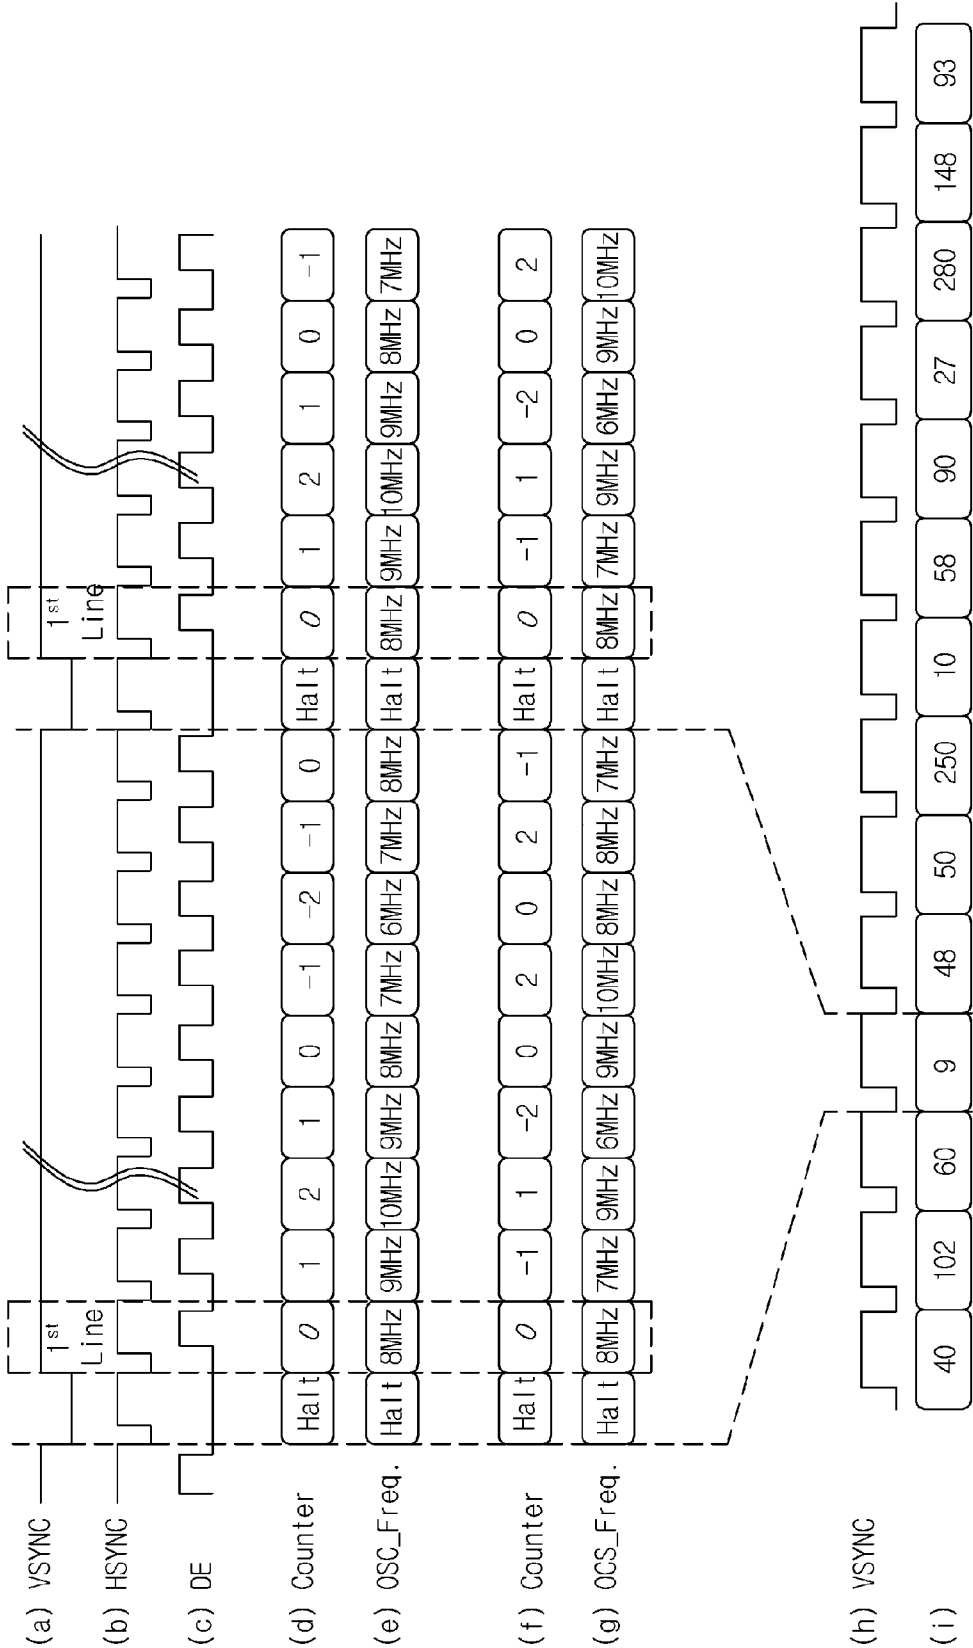 (a) VSYNC
1st Line
1st Line
(b) HSYNC
(c) DE
(d) Counter Halt 0 1 2 1 0 -1 -2 -1 0 Halt 0 1 2 1 0 -1
(e) OSC_Freq. Halt 8MHz 9MHz 10MHz 9MHz 8MHz 7MHz 6MHz 7MHz 8MHz Halt 8MHz 9MHz 10MHz 9MHz 8MHz 7MHz
(f) Counter Halt 0 -1 1 -2 0 2 0 2 -1 Halt 0 -1 1 -2 0 2
(g) OCS_Freq. Halt 8MHz 7MHz 9MHz 6MHz 9MHz 10MHz 8MHz 8MHz 7MHz Halt 8MHz 7MHz 9MHz 6MHz 9MHz 10MHz
(h) VSYNC
(i) 40 102 60 9 48 50 250 10 58 90 27 280 148 93